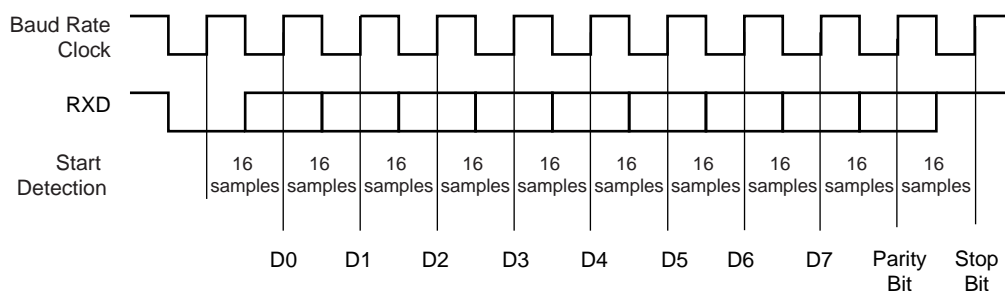 Baud Rate
Clock
RXD
Start
Detection
16 16 16 16 16 16 16 16 16 16
samples samples samples samples samples samples samples samples samples samples
D0 D1 D2 D3 D4 D5 D6 D7 Parity Stop
Bit Bit